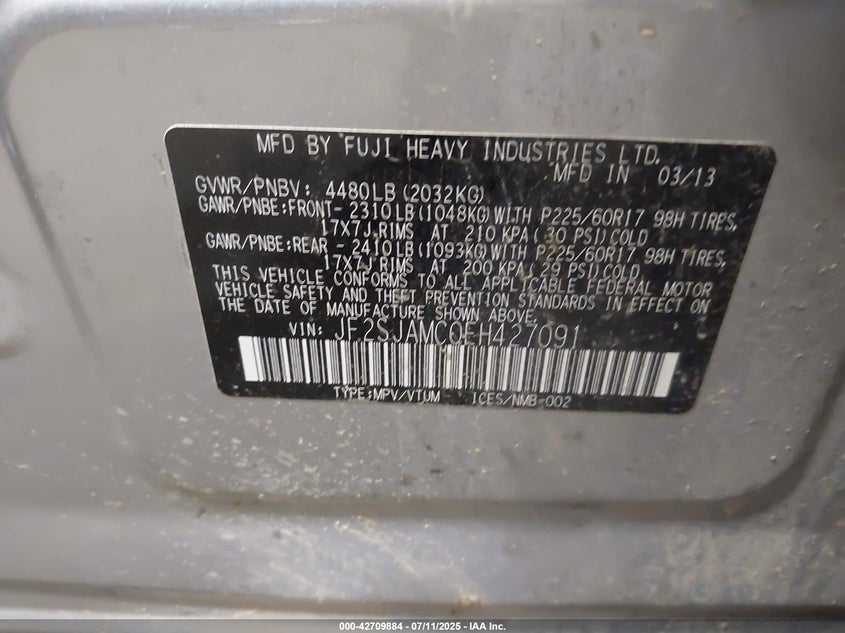 MFD BY FUJI HEAVY INDUSTRIES LTD.
MFD IN 03/13
GVWR/PNBV: 4480LB (2032KG)
GAWR/PNBE:FRONT- 2310LB (1048KG) WITH P225/60R17 98H TIRES,
17X7J RIMS AT 210 KPA( 30 PSI) COLD
GAWR/PNBE:REAR - 2410LB (1093KG) WITH P225/60R17 98H TIRES,
17X7J RIMS AT 200 KPA( 29 PSI) COLD
THIS VEHICLE CONFORMS TO ALL APPLICABLE FEDERAL MOTOR
VEHICLE SAFETY AND THEFT PREVENTION STANDARDS IN EFFECT ON
THE DATE OF MANUFACTURE SHOWN ABOVE.
VIN: JF2SJAMC0EH427091
TYPE:MPV/VTUM- ICES/NMB-002
000-42709884 - 07/11/2025 - IAA Inc.